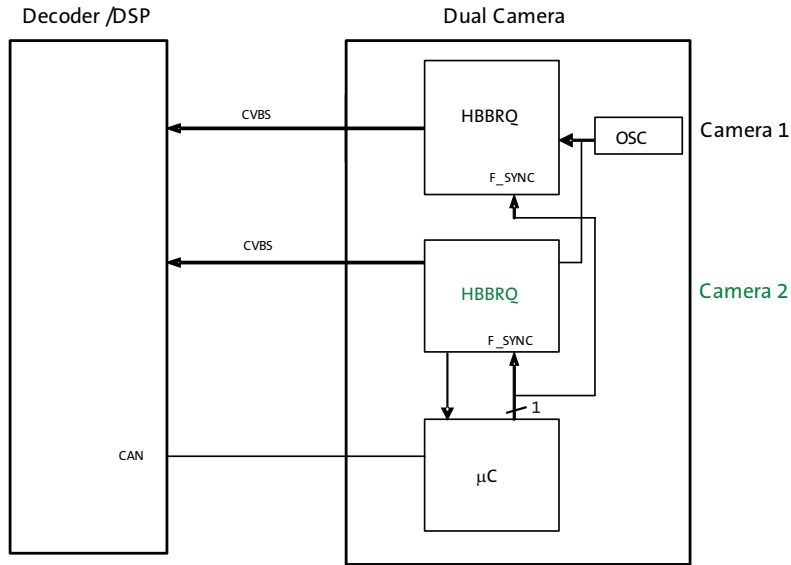 Decoder /DSP
Dual Camera
CVBS
HBBRQ
OSC
Camera 1
F_SYNC
CVBS
HBBRQ
Camera 2
F_SYNC
1
CAN
µC